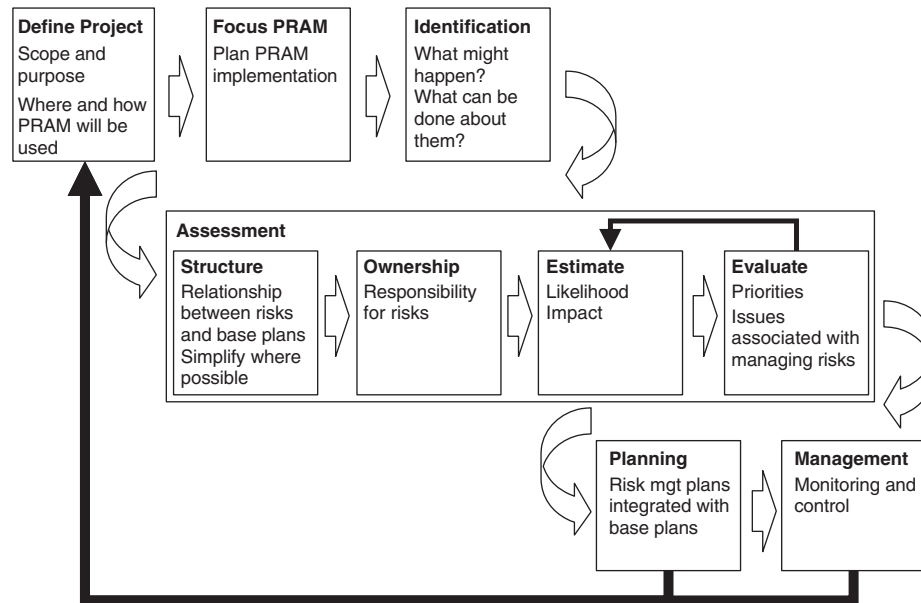 Define Project
Scope and
purpose
Where and how
PRAM will be
used
Focus PRAM
Plan PRAM
implementation
Identification
What might
happen?
What can be
done about
them?
Assessment
Structure
Relationship
between risks
and base plans
Simplify where
possible
Ownership
Responsibility
for risks
Estimate
Likelihood
Impact
Evaluate
Priorities
Issues
associated with
managing risks
Planning
Risk mgt plans
integrated with
base plans
Management
Monitoring and
control